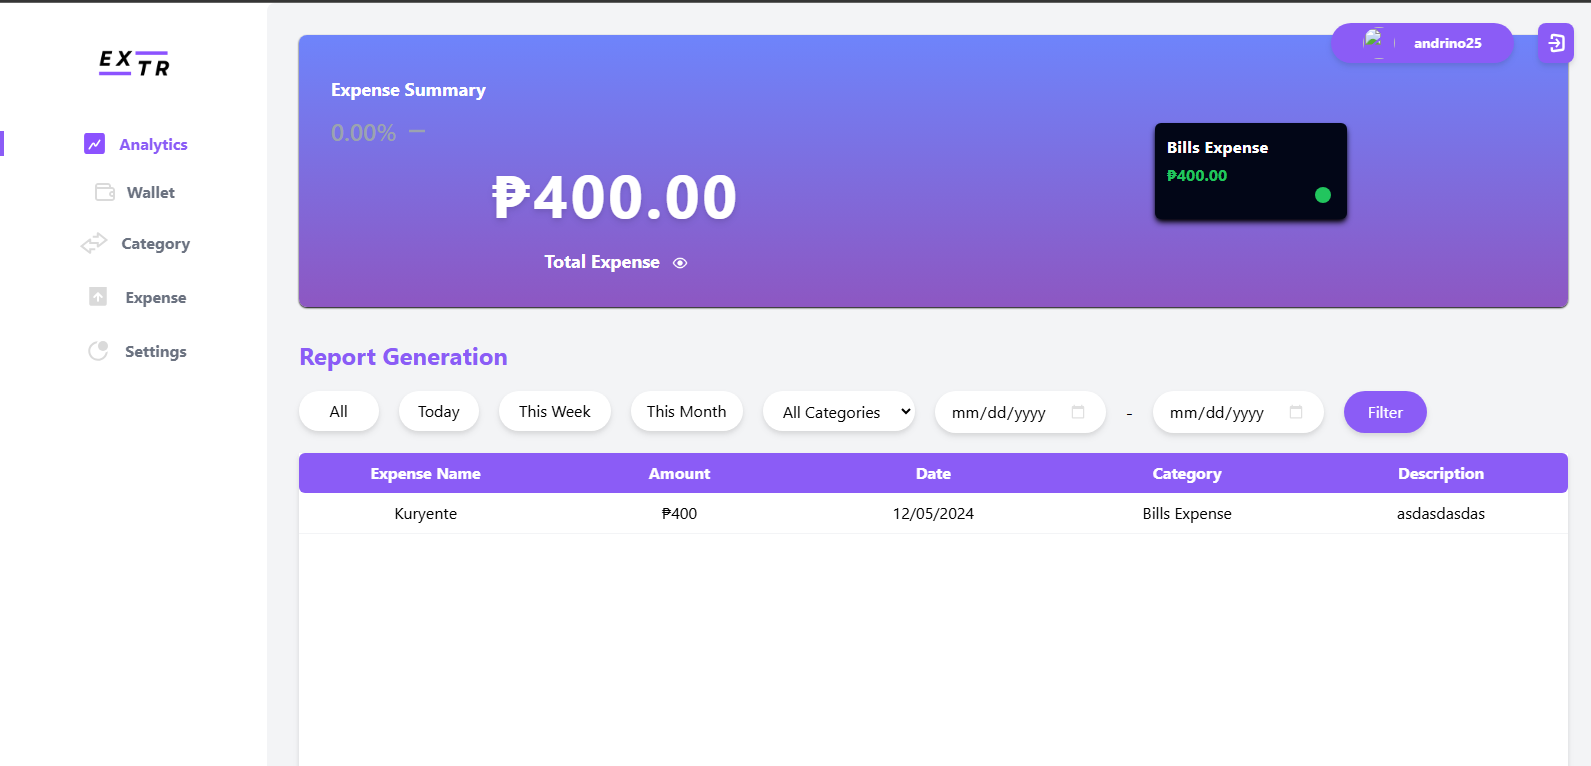 EX
TR
Analytics
Wallet
Category
Expense
Settings
andrino25
Expense Summary
0.00% —
₱400.00
Total Expense
Bills Expense
₱400.00
Report Generation
All
Today
This Week
This Month
All Categories
mm/dd/yyyy
-
mm/dd/yyyy
Filter
Expense Name Amount Date Category Description
Kuryente ₱400 12/05/2024 Bills Expense asdasdasdas